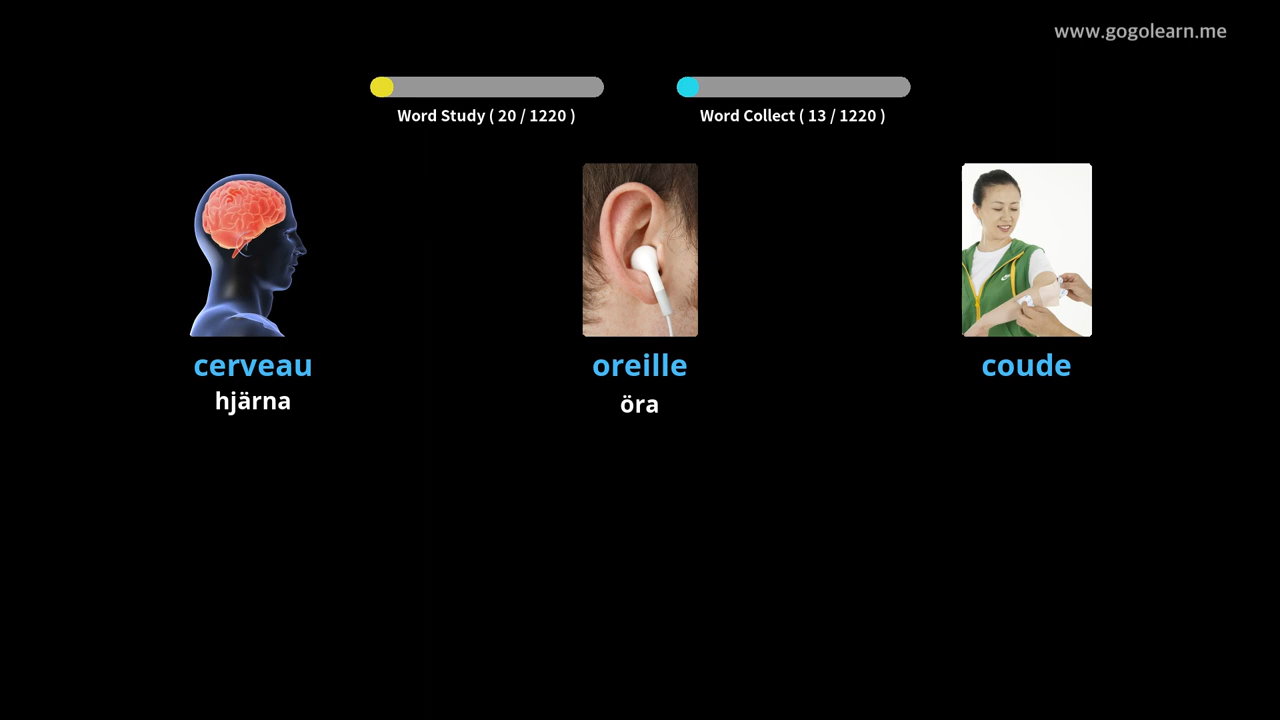 www.gogolearn.me
Word Study ( 20 / 1220 )
Word Collect ( 13 / 1220 )
cerveau
hjärna
oreille
öra
coude